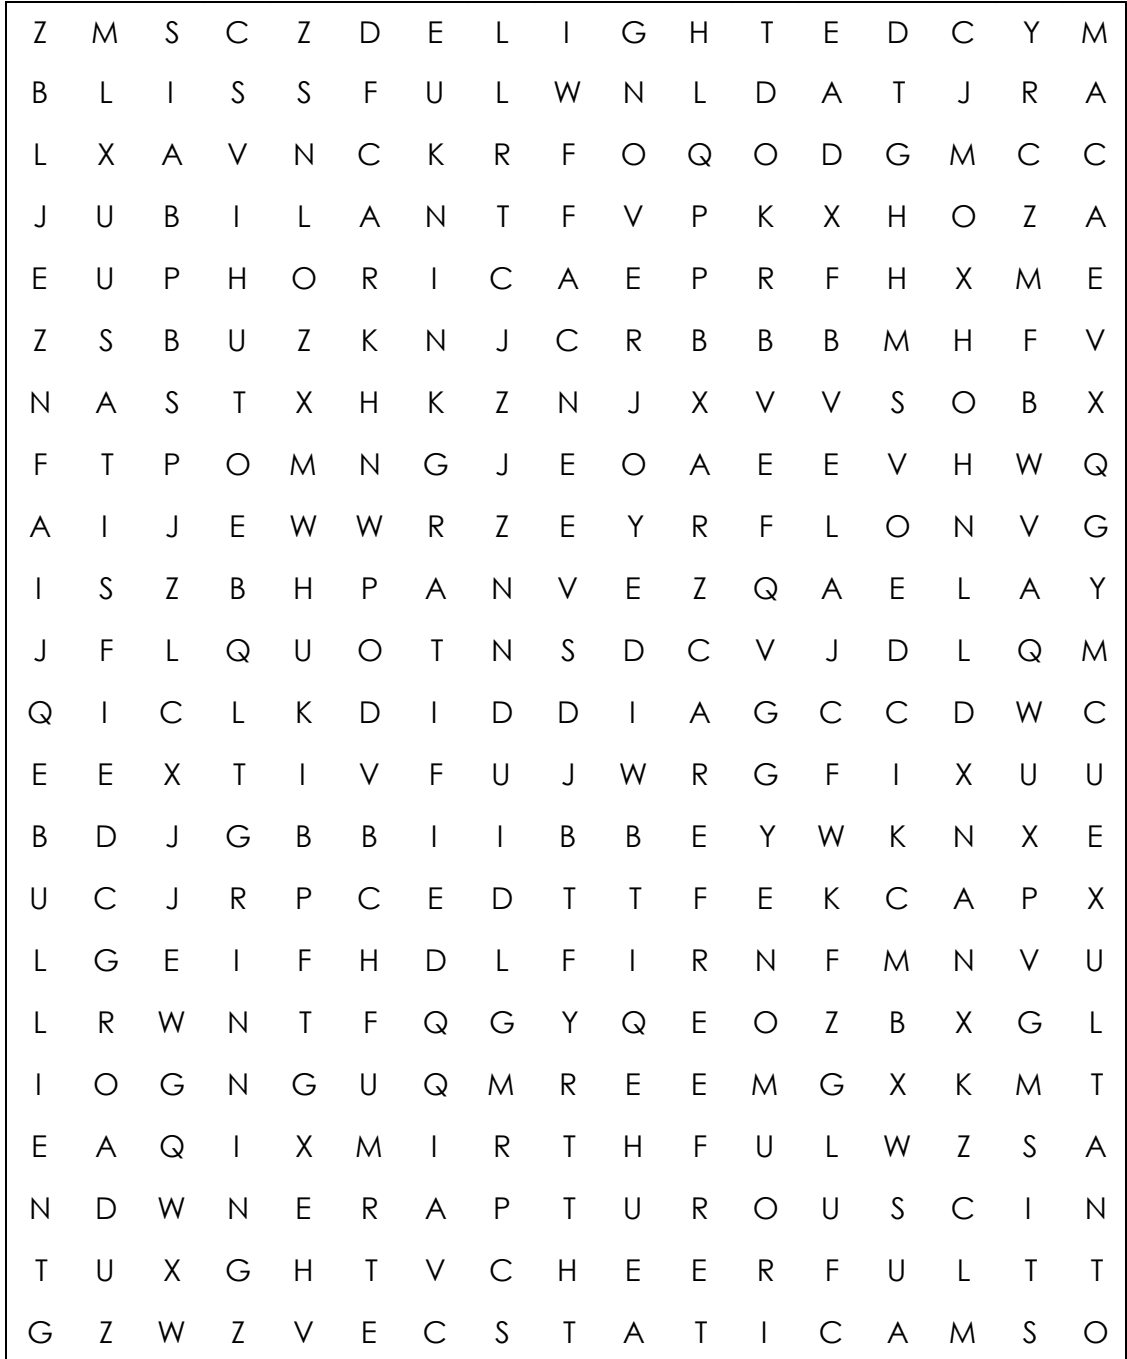 Z M S C Z D E L I G H T E D C Y M
B L I S S F U L W N L D A T J R A
L X A V N C K R F O Q O D G M C C
J U B I L A N T F V P K X H O Z A
E U P H O R I C A E P R F H X M E
Z S B U Z K N J C R B B B M H F V
N A S T X H K Z N J X V V S O B X
F T P O M N G J E O A E E V H W Q
A I J E W W R Z E Y R F L O N V G
I S Z B H P A N V E Z Q A E L A Y
J F L Q U O T N S D C V J D L Q M
Q I C L K D I D D I A G C C D W C
E E X T I V F U J W R G F I X U U
B D J G B B I I B B E Y W K N X E
U C J R P C E D T T F E K C A P X
L G E I F H D L F I R N F M N V U
L R W N T F Q G Y Q E O Z B X G L
I O G N G U Q M R E E M G X K M T
E A Q I X M I R T H F U L W Z S A
N D W N E R A P T U R O U S C I N
T U X G H T V C H E E R F U L T T
G Z W Z V E C S T A T I C A M S O